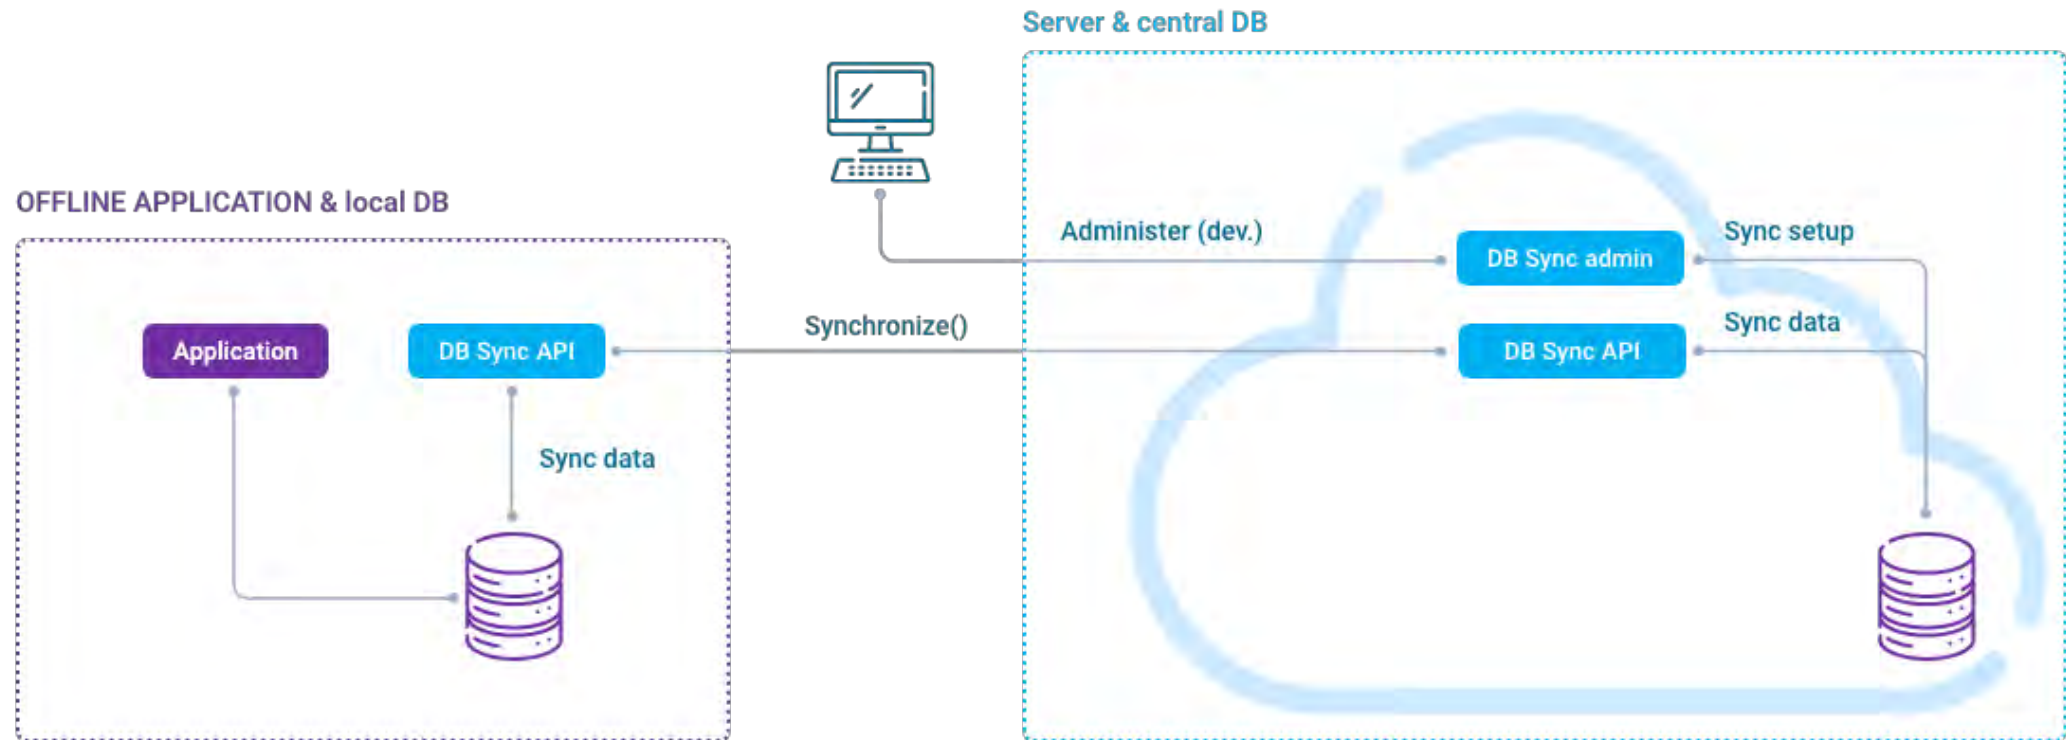 Server & central DB
OFFLINE APPLICATION & local DB
Administer (dev.)
DB Sync admin
Sync setup
Synchronize()
Application
DB Sync API
DB Sync API
Sync data
Sync data